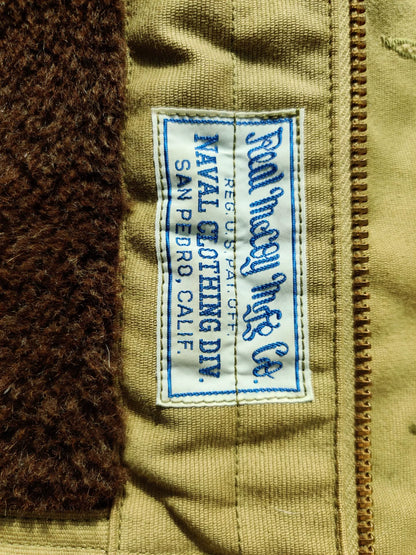 Real McCoy Mfg Co.
REG. U.S. PAT. OFF.
NAVAL CLOTHING DIV.
SAN PEDRO, CALIF.